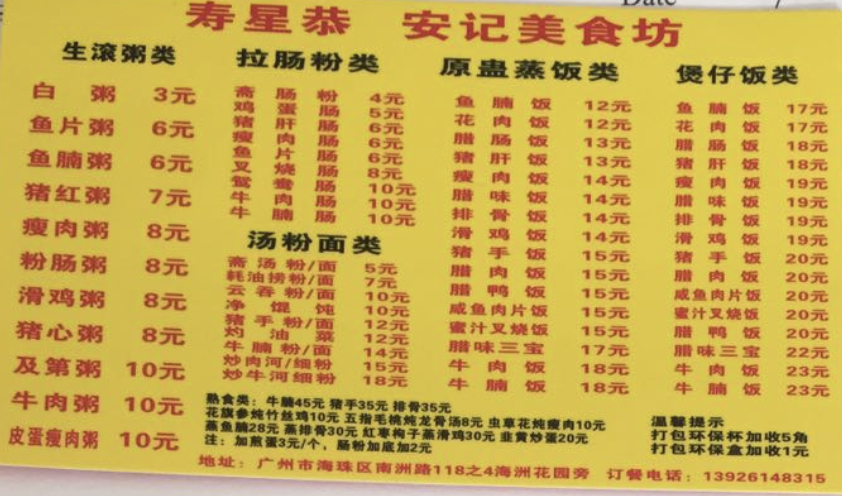 Date
寿星恭 安记美食坊
生滚粥类
白粥 3元
鱼片粥 6元
鱼腩粥 6元
猪红粥 7元
瘦肉粥 8元
粉肠粥 8元
滑鸡粥 8元
猪心粥 8元
及第粥 10元
牛肉粥 10元
皮蛋瘦肉粥 10元
拉肠粉类
斋肠粉 4元
鸡蛋肠 5元
猪肝肠 6元
瘦肉肠 6元
鱼片肠 6元
叉烧肠 8元
鸳鸯肠 10元
牛肉肠 10元
牛腩肠 10元
汤粉面类
斋汤粉/面 5元
耗油捞粉/面 7元
云吞粉/面 10元
净馄饨 10元
猪手粉/面 12元
灼油菜 12元
牛腩粉/面 14元
炒肉河/细粉 15元
炒牛河细粉 18元
原蛊蒸饭类
鱼腩饭 12元
花肉饭 12元
腊肠饭 13元
猪肝饭 13元
瘦肉饭 14元
腊味饭 14元
排骨饭 14元
滑鸡饭 14元
猪手饭 15元
腊肉饭 15元
腊鸭饭 15元
咸鱼肉片饭 15元
蜜汁叉烧饭 15元
腊味三宝 17元
牛肉饭 18元
牛腩饭 18元
煲仔饭类
鱼腩饭 17元
花肉饭 17元
腊肠饭 18元
猪肝饭 18元
瘦肉饭 19元
腊味饭 19元
排骨饭 19元
滑鸡饭 19元
猪手饭 20元
腊肉饭 20元
咸鱼肉片饭 20元
蜜汁叉烧饭 20元
腊鸭饭 20元
腊味三宝 22元
牛肉饭 23元
牛腩饭 23元
熟食类：牛腩45元 猪手35元 排骨35元
花旗参炖竹丝鸡10元 五指毛桃炖龙骨汤8元 虫草花炖瘦肉10元
蒸鱼腩28元 蒸排骨30元 红枣枸子蒸滑鸡30元 韭黄炒蛋20元
注：加煎蛋3元/个，肠粉加底加2元
温馨提示
打包环保杯加收5角
打包环保盒加收1元
地址：广州市海珠区南洲路118之4海洲花园旁 订餐电话：13926148315